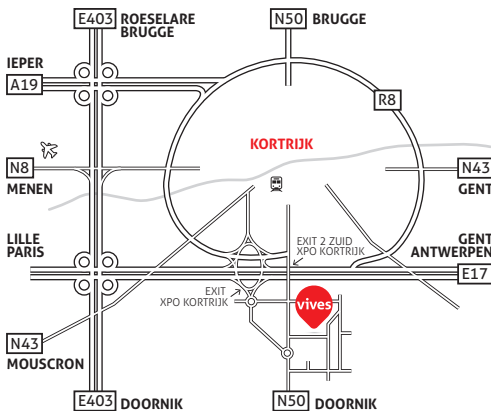 E403 ROESELARE
BRUGGE
N50 BRUGGE
IEPER
A19
R8
KORTRIJK
N8
MENEN
N43
GENT
LILLE
PARIS
EXIT 2 ZUID
XPO KORTRIJK
GENT
ANTWERPEN
E17
EXIT
XPO KORTRIJK
vives
N43
MOUSCRON
E403 DOORNIK
N50 DOORNIK